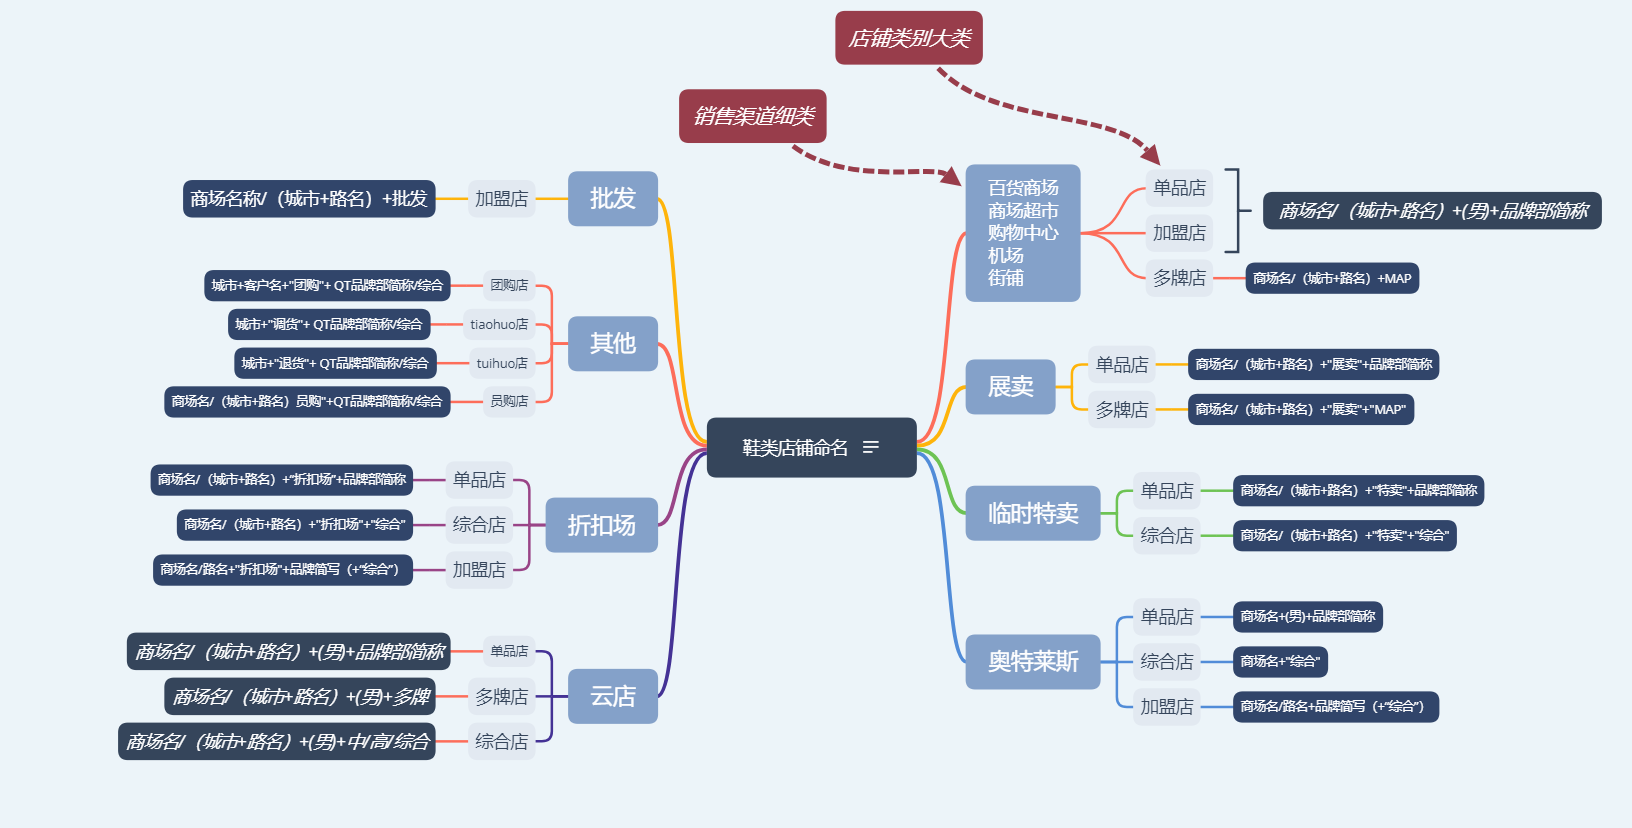 店铺类别大类
销售渠道细类
鞋类店铺命名
百货商场
商场超市
购物中心
机场
街铺
单品店
加盟店
商场名/（城市+路名）+(男)+品牌部简称
多牌店
商场名/（城市+路名）+MAP
展卖
单品店
商场名/（城市+路名）+"展卖"+品牌部简称
多牌店
商场名/（城市+路名）+"展卖"+"MAP"
临时特卖
单品店
商场名/（城市+路名）+"特卖"+品牌部简称
综合店
商场名/（城市+路名）+"特卖"+"综合"
奥特莱斯
单品店
商场名+(男)+品牌部简称
综合店
商场名+"综合"
加盟店
商场名/路名+品牌简写（+“综合”）
批发
加盟店
商场名称/（城市+路名）+批发
其他
团购店
城市+客户名+"团购"+ QT品牌部简称/综合
tiaohuo店
城市+"调货"+ QT品牌部简称/综合
tuihuo店
城市+"退货"+ QT品牌部简称/综合
员购店
商场名/（城市+路名）员购"+QT品牌部简称/综合
折扣场
单品店
商场名/（城市+路名）+"折扣场"+品牌部简称
综合店
商场名/（城市+路名）+"折扣场"+"综合"
加盟店
商场名/路名+"折扣场"+品牌简写（+“综合”）
云店
单品店
商场名/（城市+路名）+(男)+品牌部简称
多牌店
商场名/（城市+路名）+(男)+多牌
综合店
商场名/（城市+路名）+(男)+中/高/综合